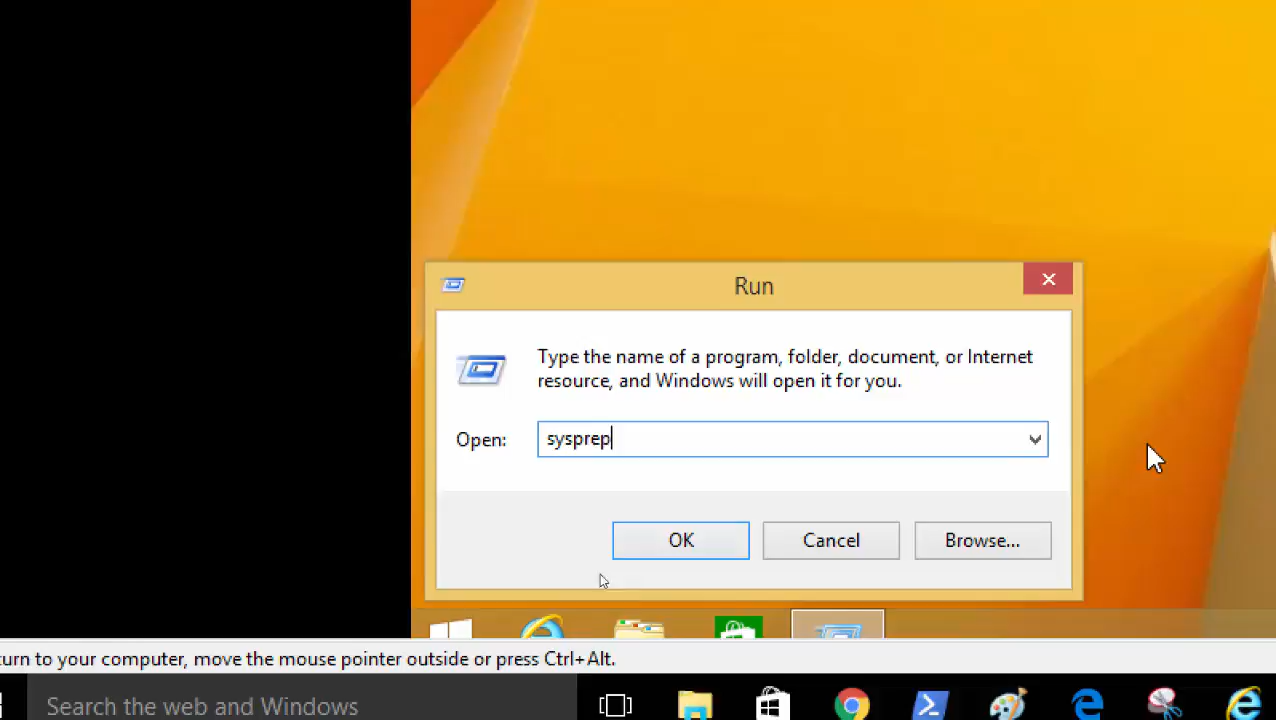 Run
Type the name of a program, folder, document, or Internet
resource, and Windows will open it for you.
Open: sysprep
OK Cancel Browse...
turn to your computer, move the mouse pointer outside or press Ctrl+Alt.
Search the web and Windows